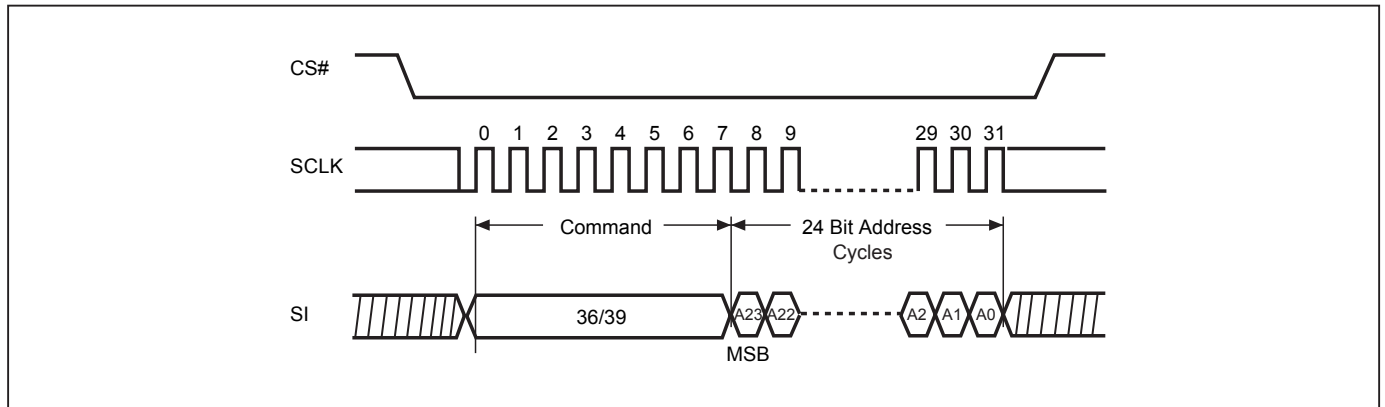 CS#
0 1 2 3 4 5 6 7 8 9 29 30 31
SCLK
Command 24 Bit Address
Cycles
SI 36/39 A23 A22 A2 A1 A0
MSB